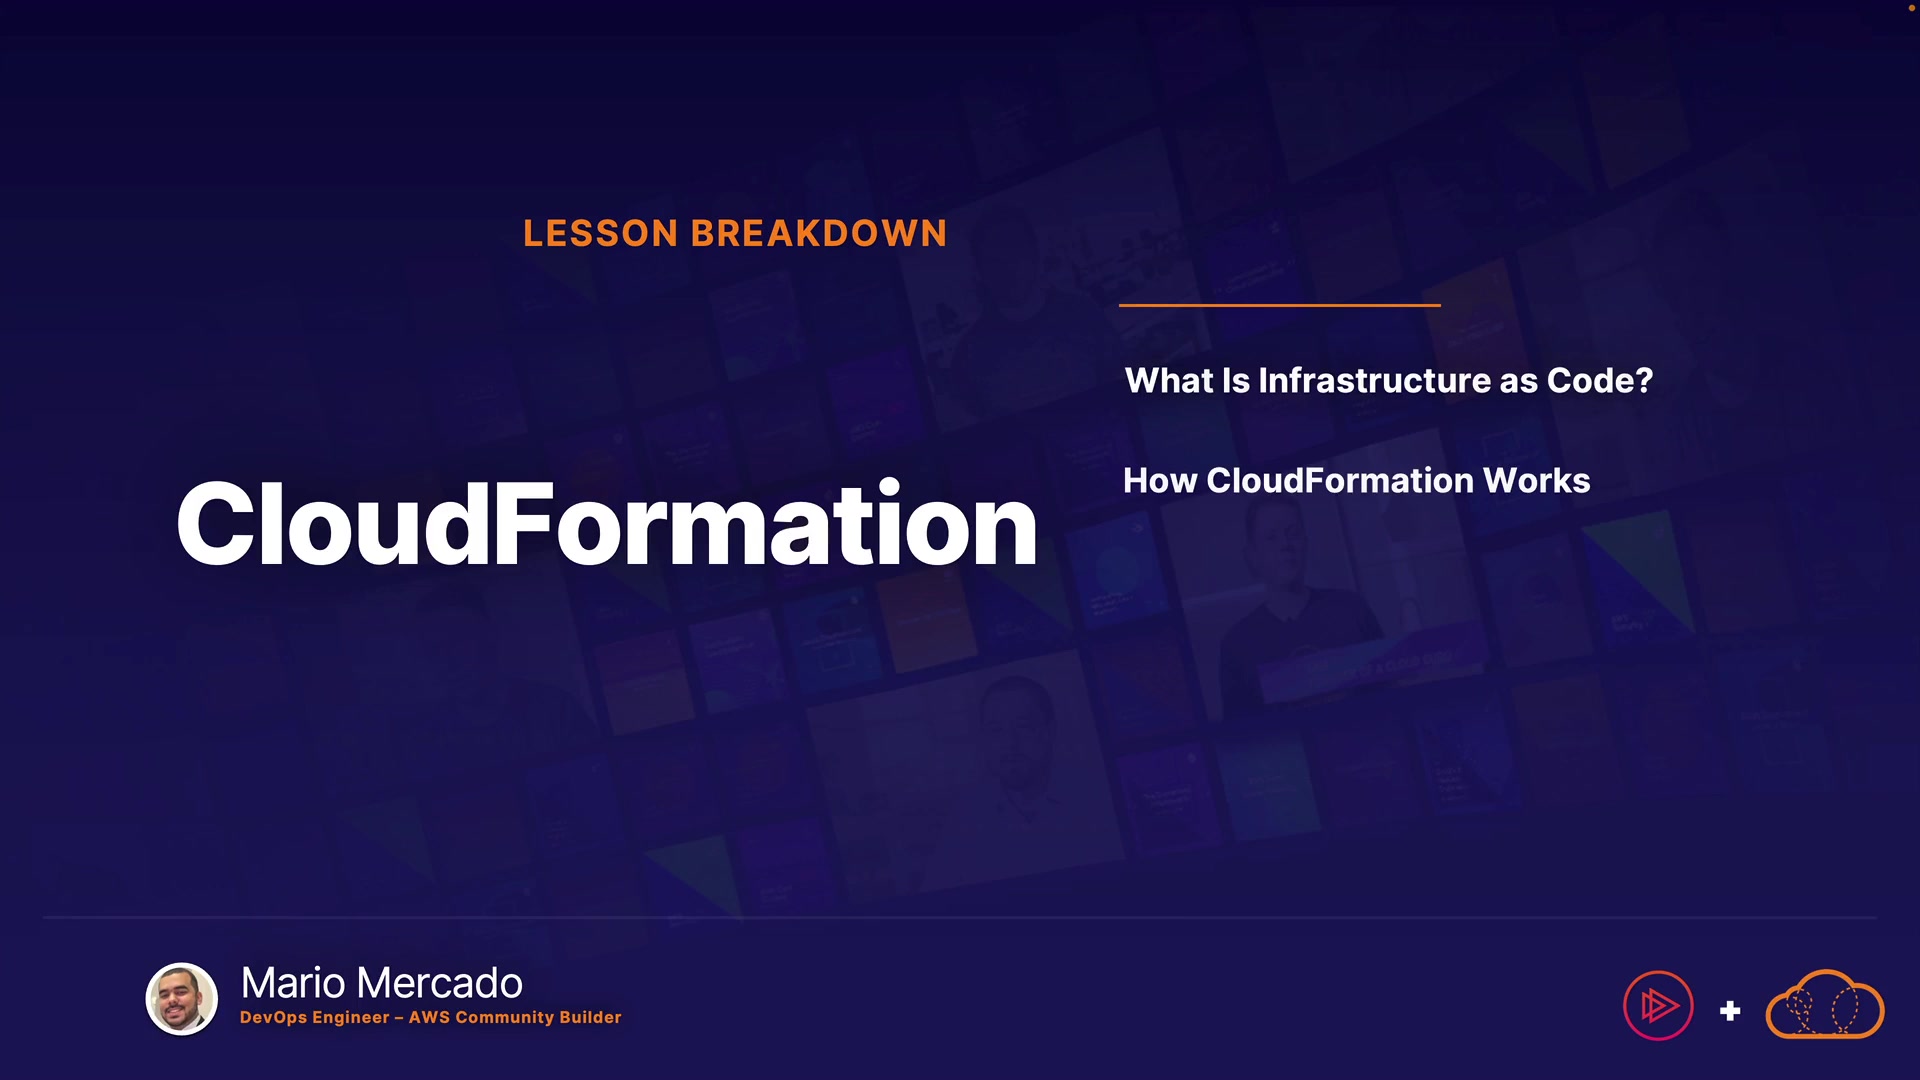 LESSON BREAKDOWN
CloudFormation
What Is Infrastructure as Code?
How CloudFormation Works
Mario Mercado
DevOps Engineer – AWS Community Builder